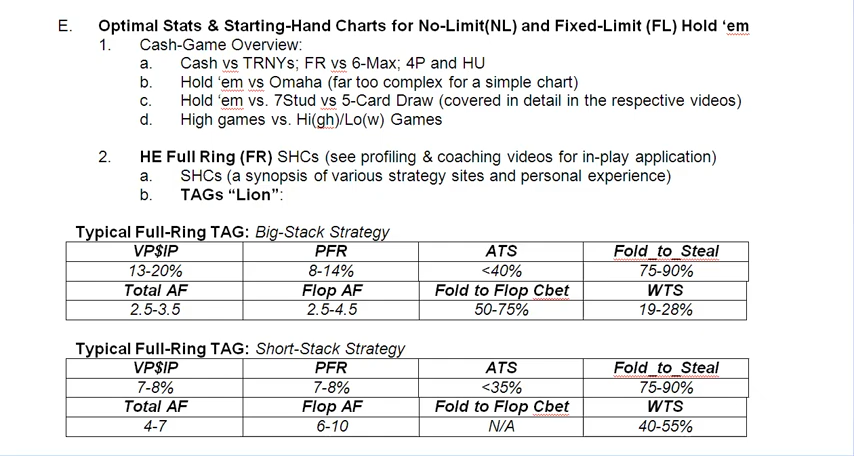 E. Optimal Stats & Starting-Hand Charts for No-Limit(NL) and Fixed-Limit (FL) Hold ‘em
1. Cash-Game Overview:
a. Cash vs TRNYs; FR vs 6-Max; 4P and HU
b. Hold ‘em vs Omaha (far too complex for a simple chart)
c. Hold ‘em vs. 7Stud vs 5-Card Draw (covered in detail in the respective videos)
d. High games vs. Hi(gh)/Lo(w) Games
2. HE Full Ring (FR) SHCs (see profiling & coaching videos for in-play application)
a. SHCs (a synopsis of various strategy sites and personal experience)
b. TAGs “Lion”:
Typical Full-Ring TAG: Big-Stack Strategy
VP$IP PFR ATS Fold_to_Steal
13-20% 8-14% <40% 75-90%
Total AF Flop AF Fold to Flop Cbet WTS
2.5-3.5 2.5-4.5 50-75% 19-28%
Typical Full-Ring TAG: Short-Stack Strategy
VP$IP PFR ATS Fold_to_Steal
7-8% 7-8% <35% 75-90%
Total AF Flop AF Fold to Flop Cbet WTS
4-7 6-10 N/A 40-55%